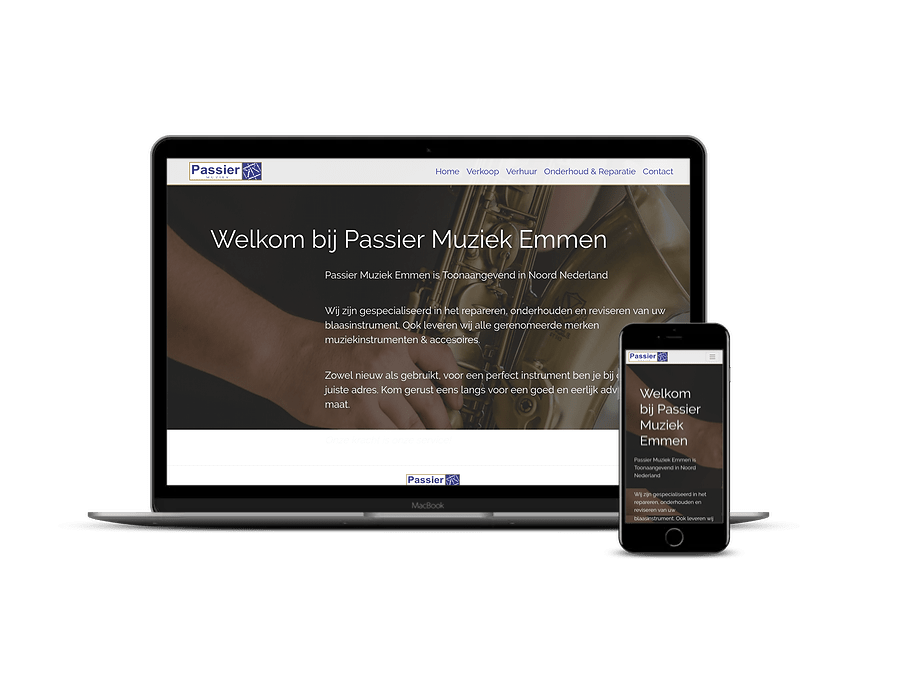 Passier
MUZIEK
Home Verkoop Verhuur Onderhoud & Reparatie Contact
Welkom bij Passier Muziek Emmen
Passier Muziek Emmen is Toonaangevend in Noord Nederland
Wij zijn gespecialiseerd in het repareren, onderhouden en reviseren van uw
blaasinstrument. Ook leveren wij alle gerenomeerde merken
muziekinstrumenten & accesoires.
Zowel nieuw als gebruikt, voor een perfect instrument ben je bij
juiste adres. Kom gerust eens langs voor een goed en eerlijk
maat.
Passier
MacBook
Passier
Welkom
bij Passier
Muziek
Emmen
Passier Muziek Emmen is
Toonaangevend in Noord
Nederland
Wij zijn gespecialiseerd in het
repareren, onderhouden en
reviseren van uw
blaasinstrument. Ook leveren wij